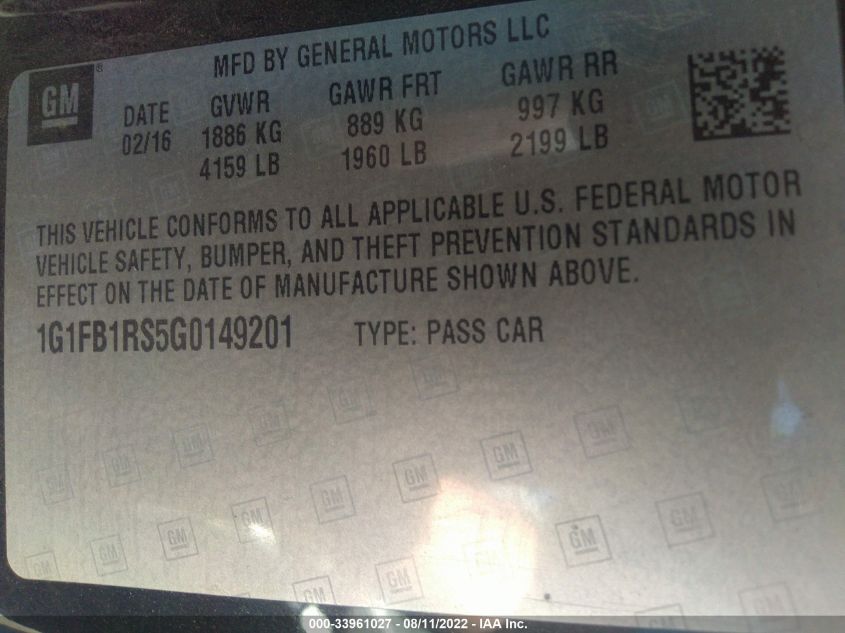 MFD BY GENERAL MOTORS LLC
GM ®
DATE GVWR GAWR FRT GAWR RR
02/16 1886 KG 889 KG 997 KG
4159 LB 1960 LB 2199 LB
THIS VEHICLE CONFORMS TO ALL APPLICABLE U.S. FEDERAL MOTOR
VEHICLE SAFETY, BUMPER, AND THEFT PREVENTION STANDARDS IN
EFFECT ON THE DATE OF MANUFACTURE SHOWN ABOVE.
1G1FB1RS5G0149201 TYPE: PASS CAR
000-33961027 - 08/11/2022 - IAA Inc.